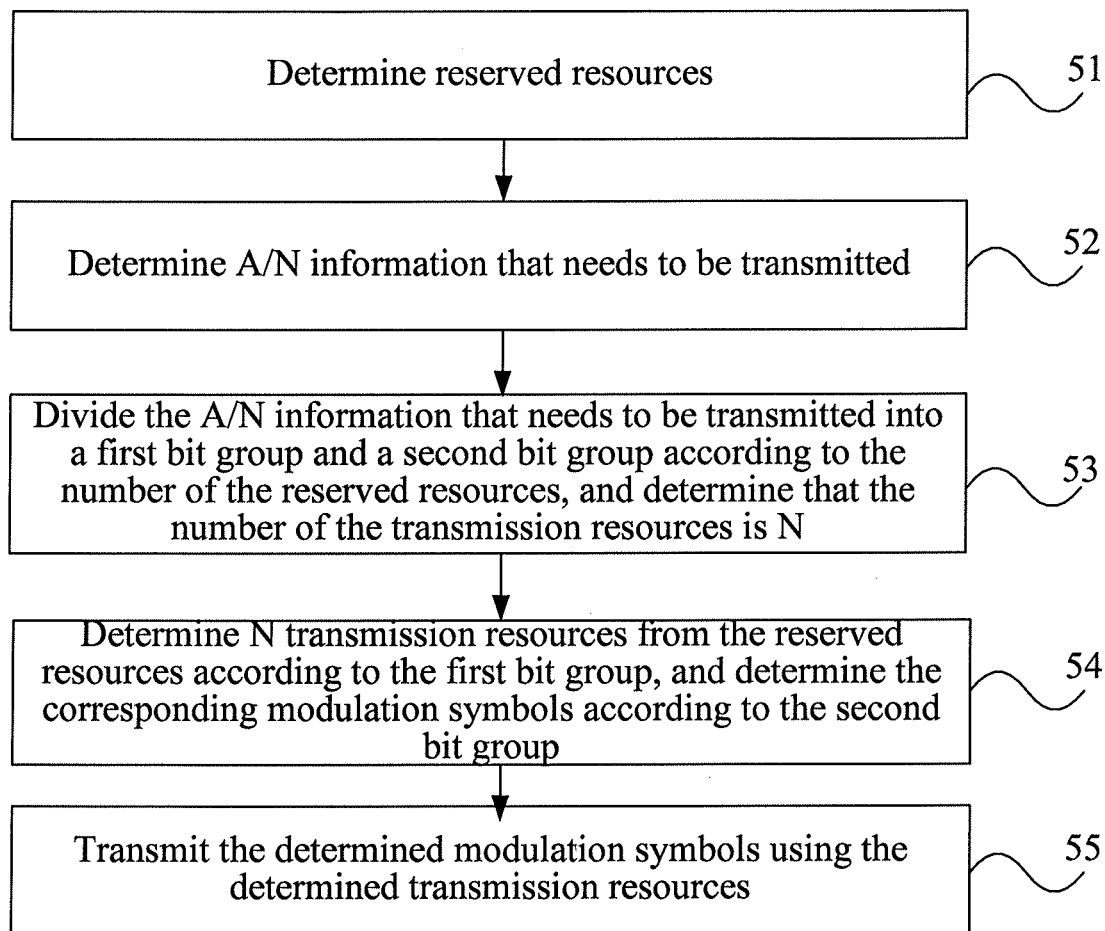 Determine reserved resources
51
Determine A/N information that needs to be transmitted
52
Divide the A/N information that needs to be transmitted into
a first bit group and a second bit group according to the
number of the reserved resources, and determine that the
number of the transmission resources is N
53
Determine N transmission resources from the reserved
resources according to the first bit group, and determine the
corresponding modulation symbols according to the second
bit group
54
Transmit the determined modulation symbols using the
determined transmission resources
55